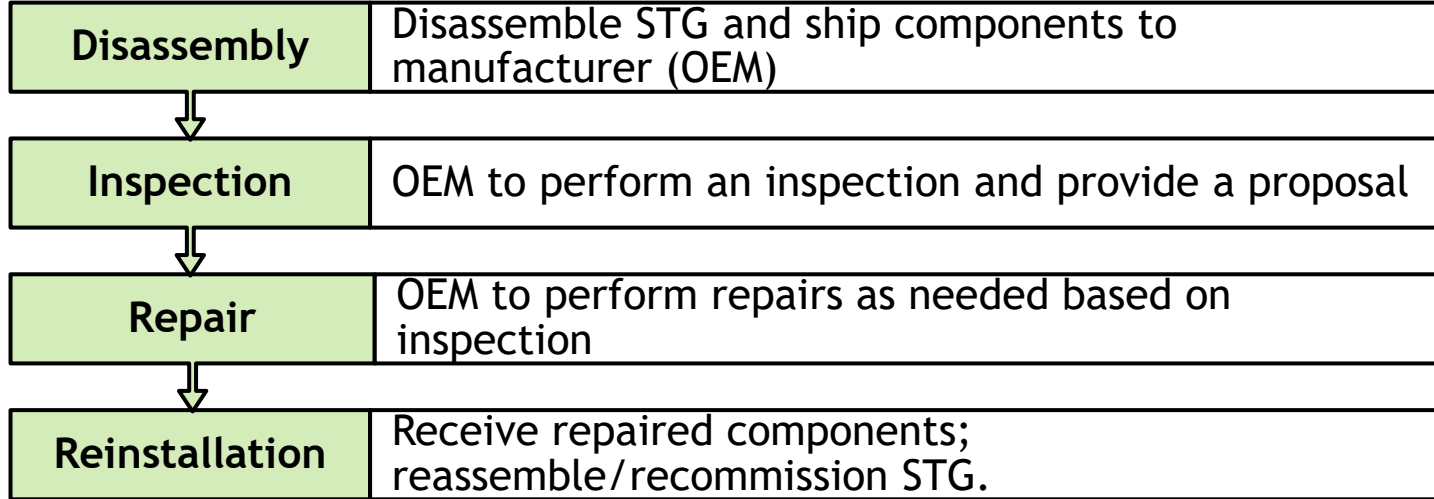 Disassembly
Disassemble STG and ship components to
manufacturer (OEM)
Inspection
OEM to perform an inspection and provide a proposal
Repair
OEM to perform repairs as needed based on
inspection
Reinstallation
Receive repaired components;
reassemble/recommission STG.